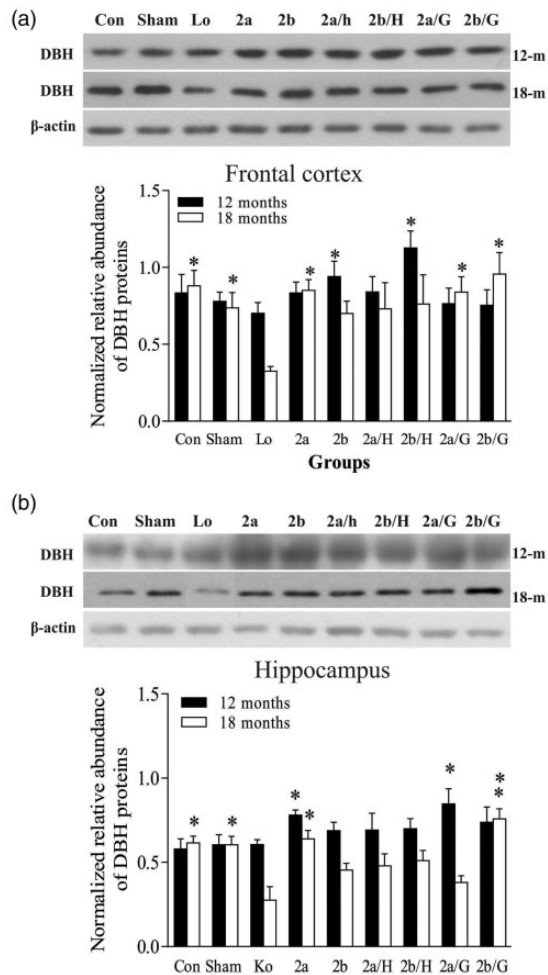 (a)
Con Sham Lo 2a 2b 2a/h 2b/H 2a/G 2b/G
DBH 12-m
DBH 18-m
β-actin
Frontal cortex
Normalized relative abundance
of DBH proteins
1.5
1.0
0.5
0.0
12 months
18 months
* * * * * * *
Con Sham Lo 2a 2b 2a/H 2b/H 2a/G 2b/G
Groups
(b)
Con Sham Lo 2a 2b 2a/h 2b/H 2a/G 2b/G
DBH 12-m
DBH 18-m
β-actin
Hippocampus
Normalized relative abundance
of DBH proteins
1.5
1.0
0.5
0.0
12 months
18 months
* * * * * * *
Con Sham Ko 2a 2b 2a/H 2b/H 2a/G 2b/G